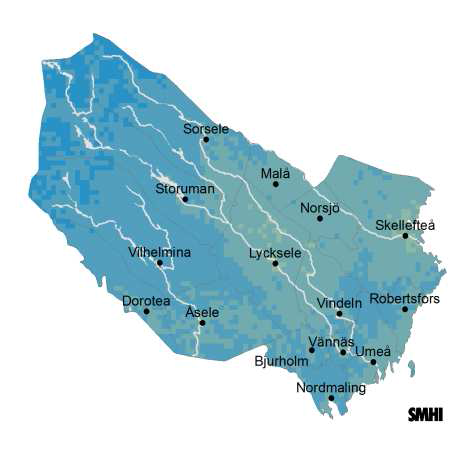 Sorsele
Malå
Storuman
Norsjö
Skellefteå
Vilhelmina
Lycksele
Dorotea
Åsele
Vindeln
Robertsfors
Vännäs
Bjurholm
Umeå
Nordmaling
SMHI